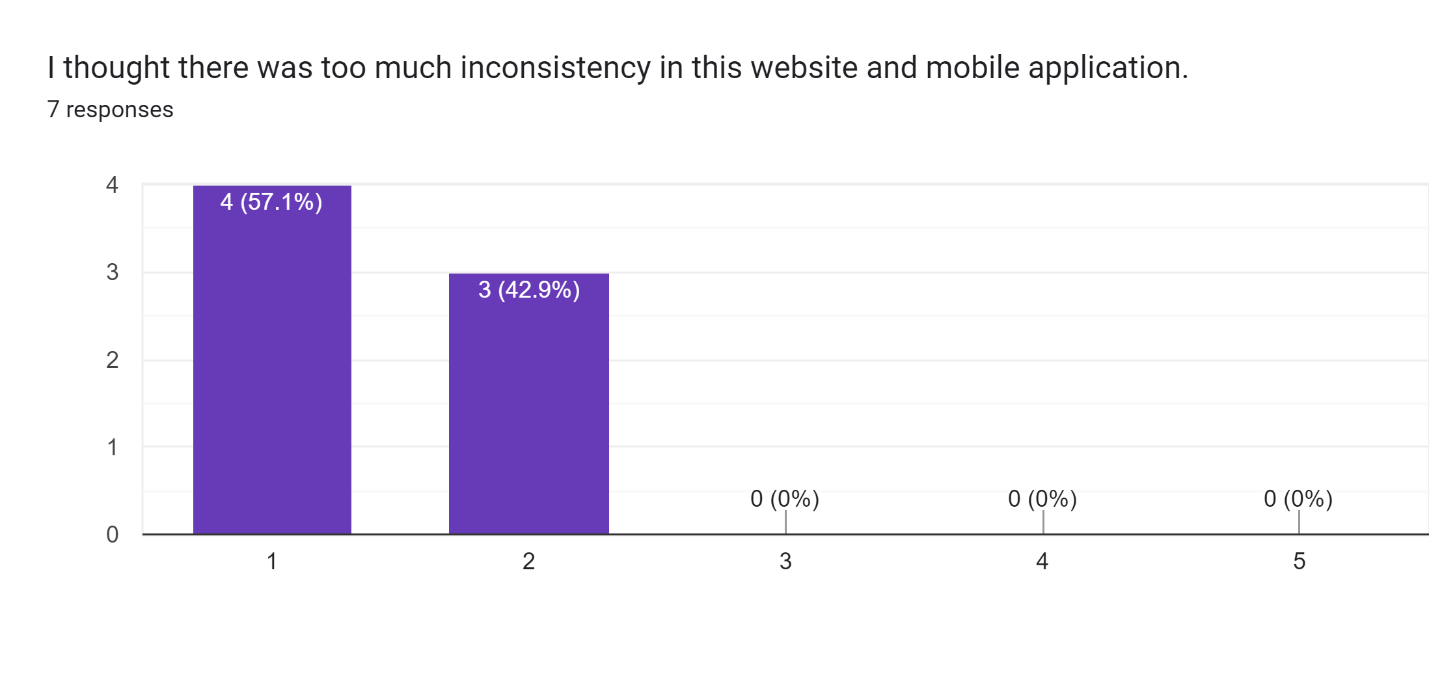 I thought there was too much inconsistency in this website and mobile application.
7 responses
4
4 (57.1%)
3
3 (42.9%)
2
1
0 (0%) 0 (0%) 0 (0%)
0
1 2 3 4 5